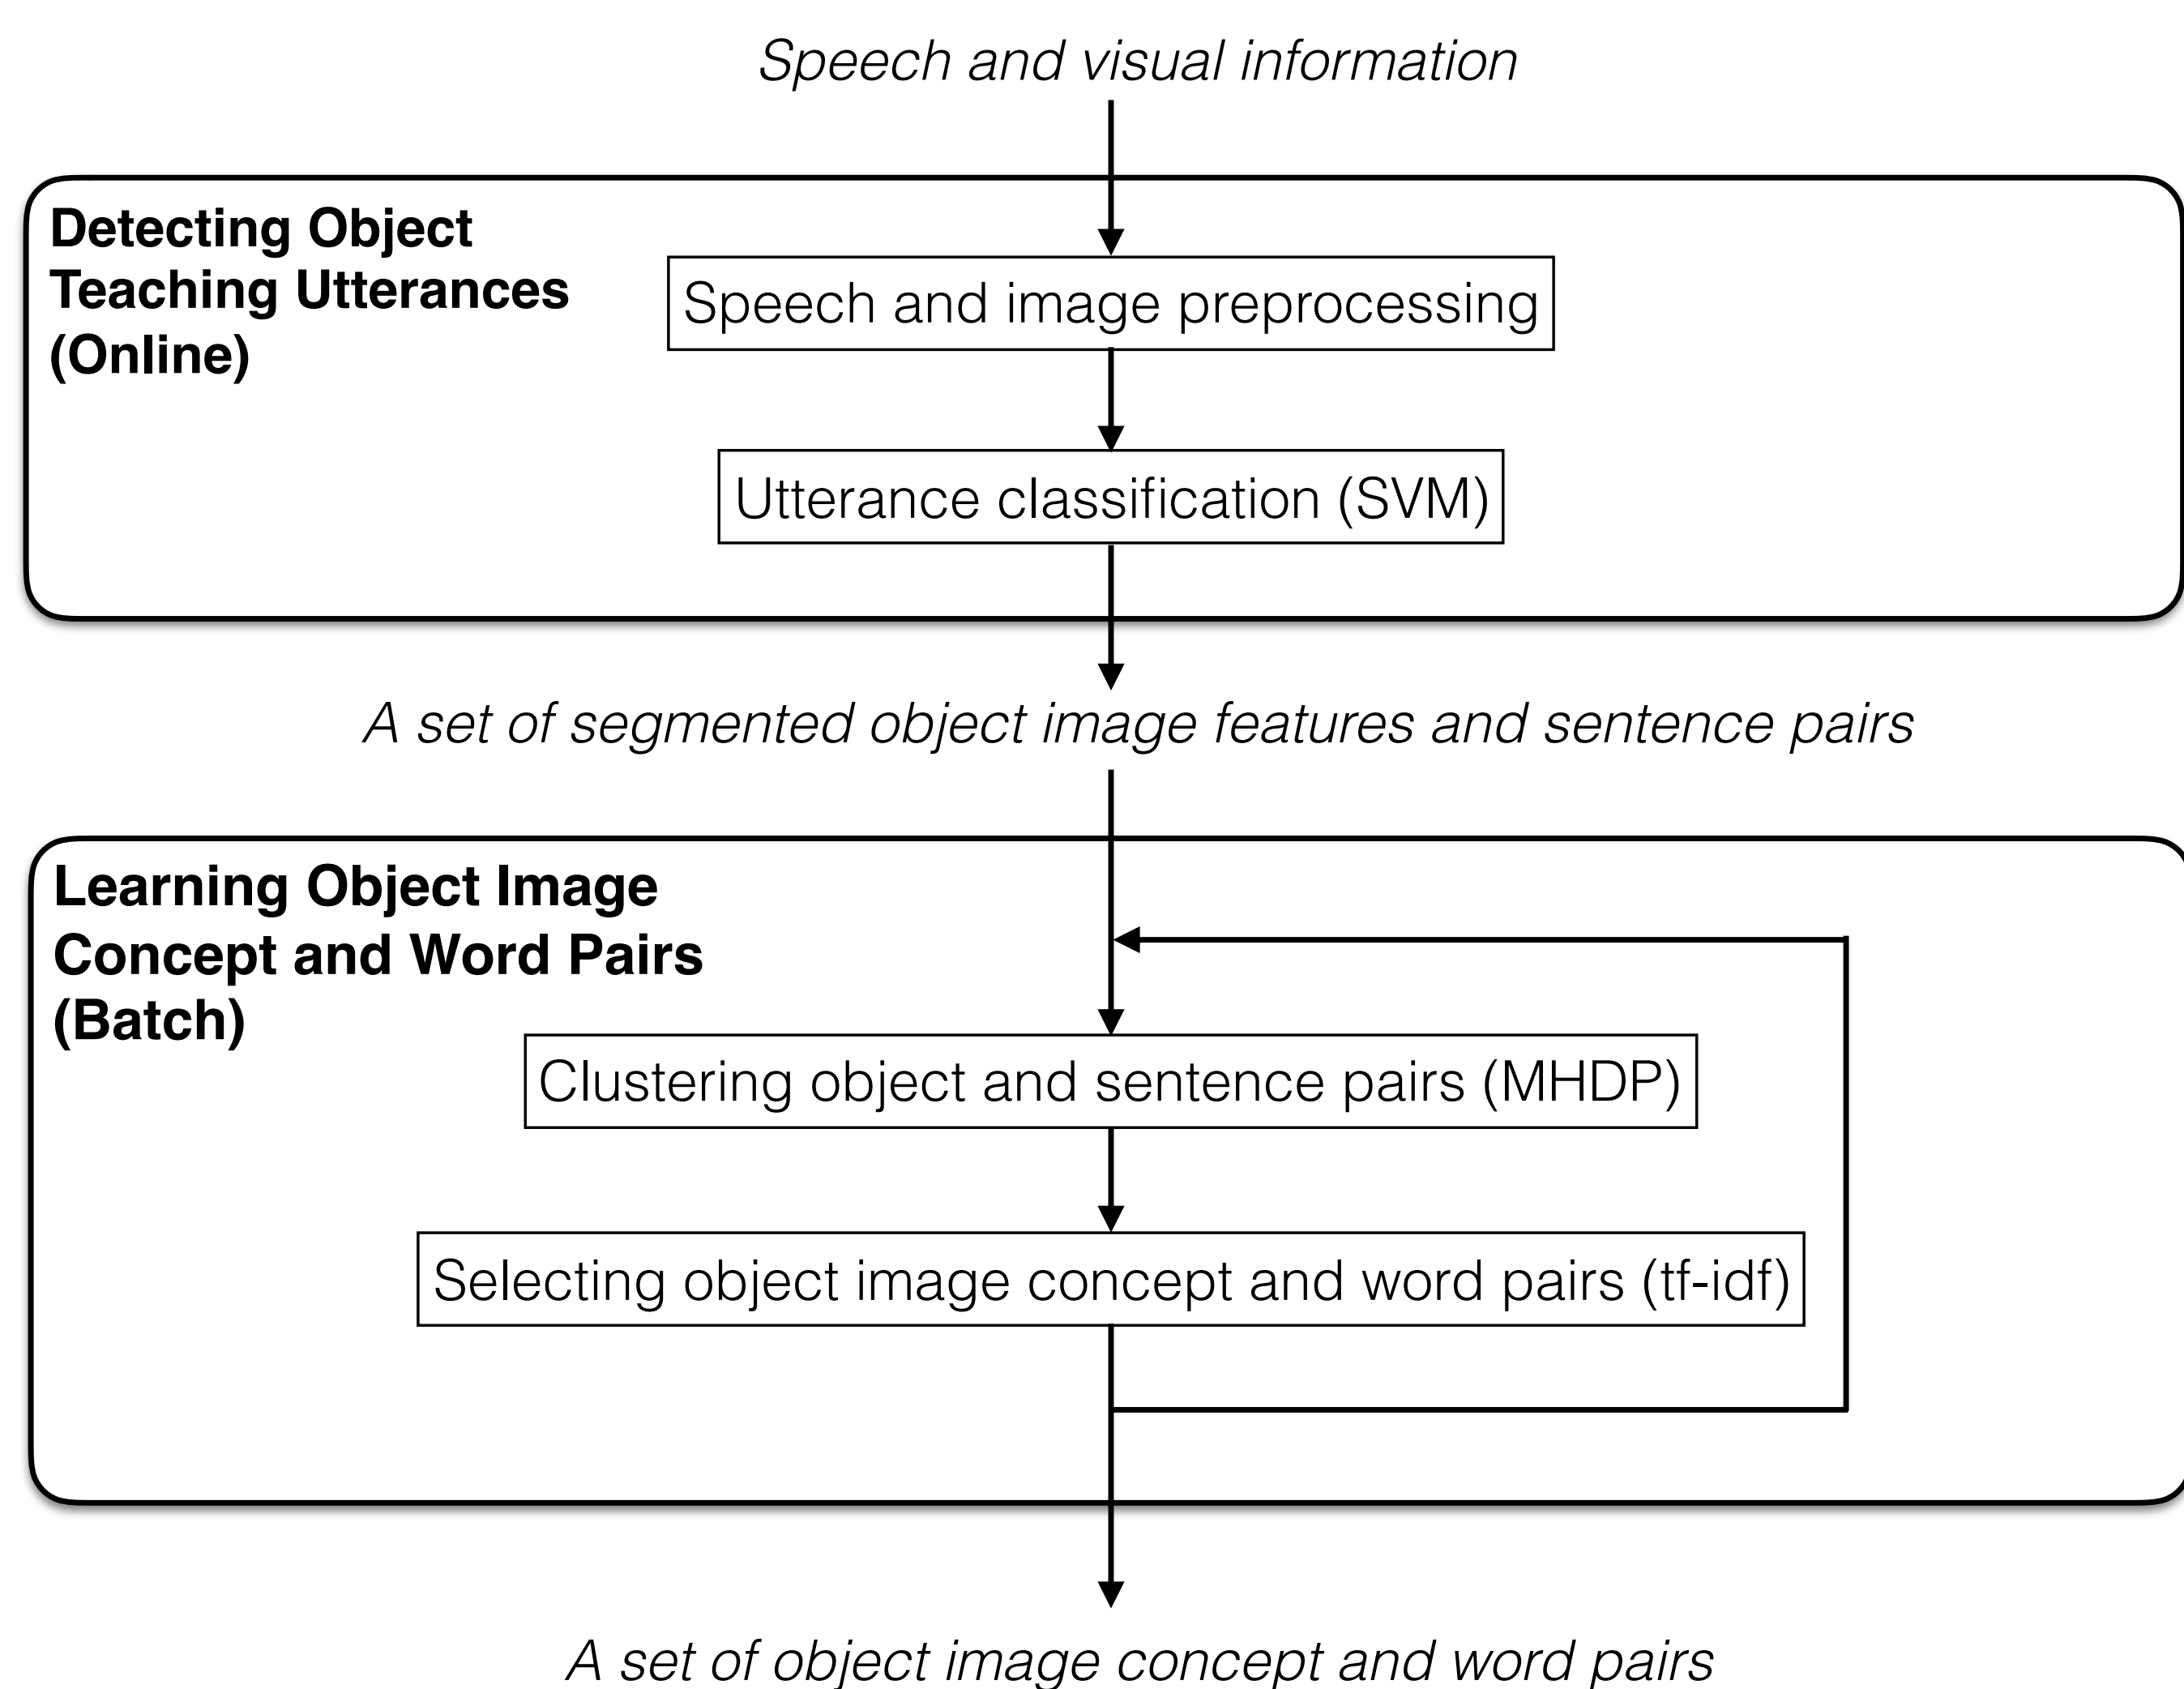 Speech and visual information
Detecting Object
Teaching Utterances
(Online)
Speech and image preprocessing
Utterance classification (SVM)
A set of segmented object image features and sentence pairs
Learning Object Image
Concept and Word Pairs
(Batch)
Clustering object and sentence pairs (MHDP)
Selecting object image concept and word pairs (tf-idf)
A set of object image concept and word pairs